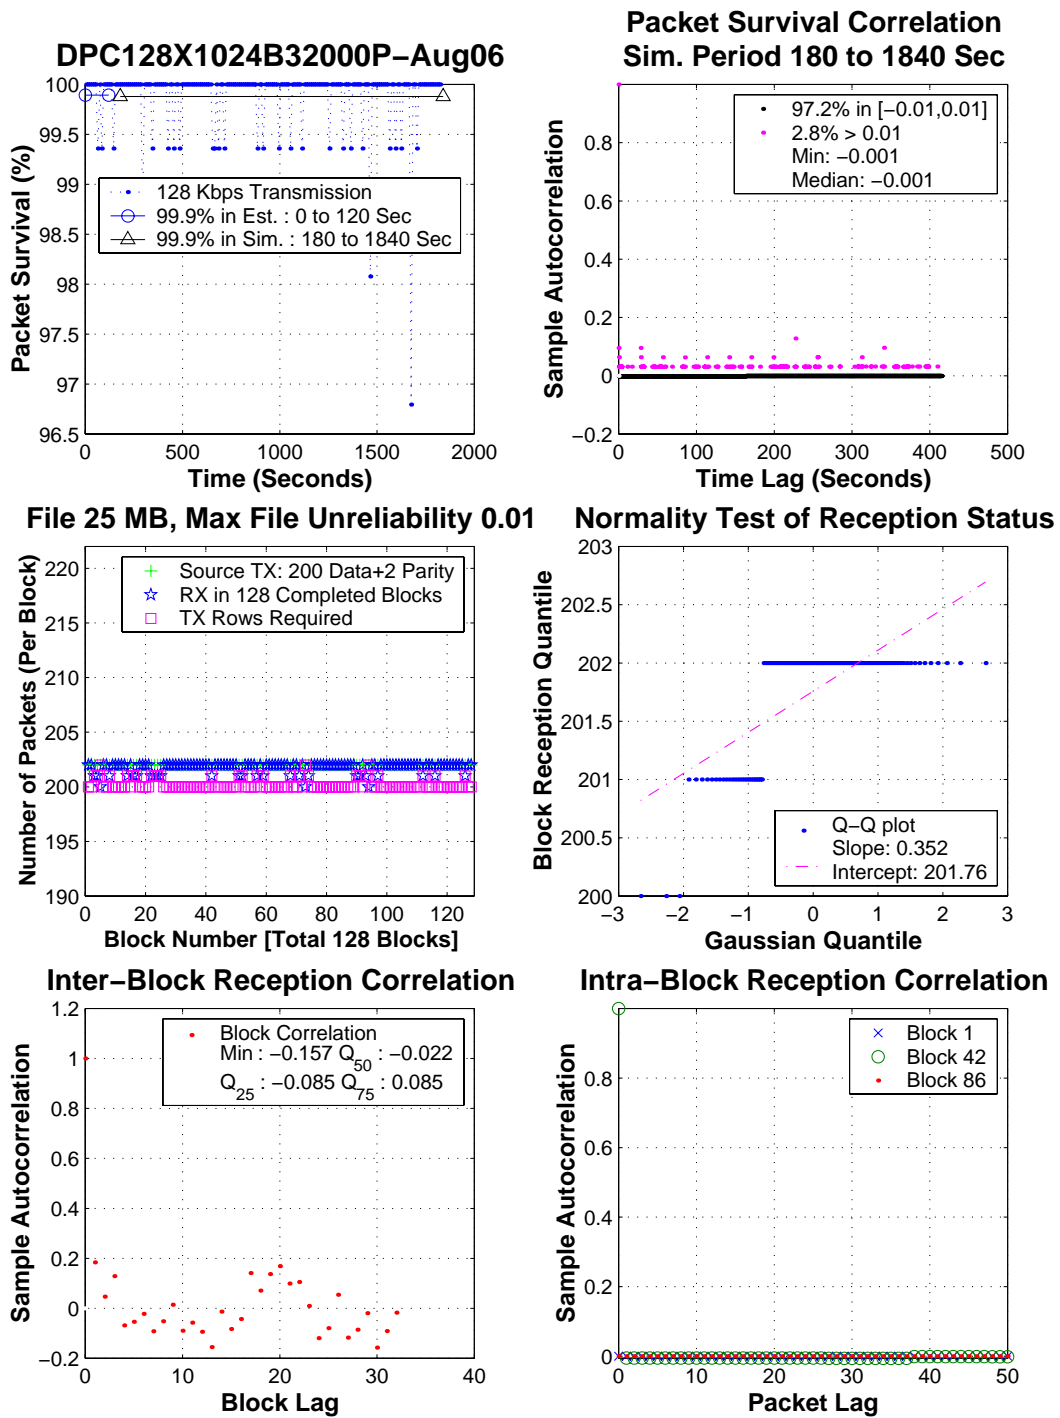 DPC128X1024B32000P−Aug06
100
99.5
99
98.5
98
97.5
97
96.5
0
500
1000
1500
2000
Packet Survival (%)
Time (Seconds)
128 Kbps Transmission
99.9% in Est. : 0 to 120 Sec
99.9% in Sim. : 180 to 1840 Sec
Packet Survival Correlation
Sim. Period 180 to 1840 Sec
0.8
0.6
0.4
0.2
0
−0.2
0
100
200
300
400
500
Sample Autocorrelation
Time Lag (Seconds)
97.2% in [−0.01,0.01]
2.8% > 0.01
Min: −0.001
Median: −0.001
File 25 MB, Max File Unreliability 0.01
220
215
210
205
200
195
190
0
20
40
60
80
100
120
Number of Packets (Per Block)
Block Number [Total 128 Blocks]
Source TX: 200 Data+2 Parity
RX in 128 Completed Blocks
TX Rows Required
Normality Test of Reception Status
203
202.5
202
201.5
201
200.5
200
−3
−2
−1
0
1
2
3
Block Reception Quantile
Gaussian Quantile
Q−Q plot
Slope: 0.352
Intercept: 201.76
Inter−Block Reception Correlation
1.2
1
0.8
0.6
0.4
0.2
0
−0.2
0
10
20
30
40
Sample Autocorrelation
Block Lag
Block Correlation
Min : −0.157 Q50 : −0.022
Q25 : −0.085 Q75 : 0.085
Intra−Block Reception Correlation
0.8
0.6
0.4
0.2
0
0
10
20
30
40
50
Sample Autocorrelation
Packet Lag
Block 1
Block 42
Block 86